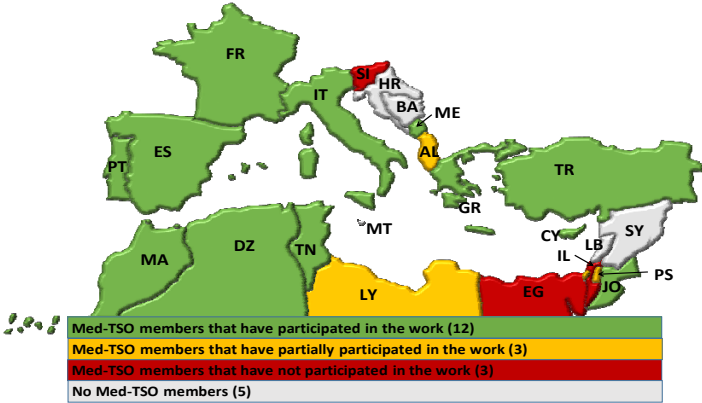 FR
SI
HR
IT
BA
ME
AL
PT
ES
TR
GR
MT
CY
SY
LB
IL
MA
DZ
TN
PS
LY
EG
JO
Med-TSO members that have participated in the work (12)
Med-TSO members that have partially participated in the work (3)
Med-TSO members that have not participated in the work (3)
No Med-TSO members (5)